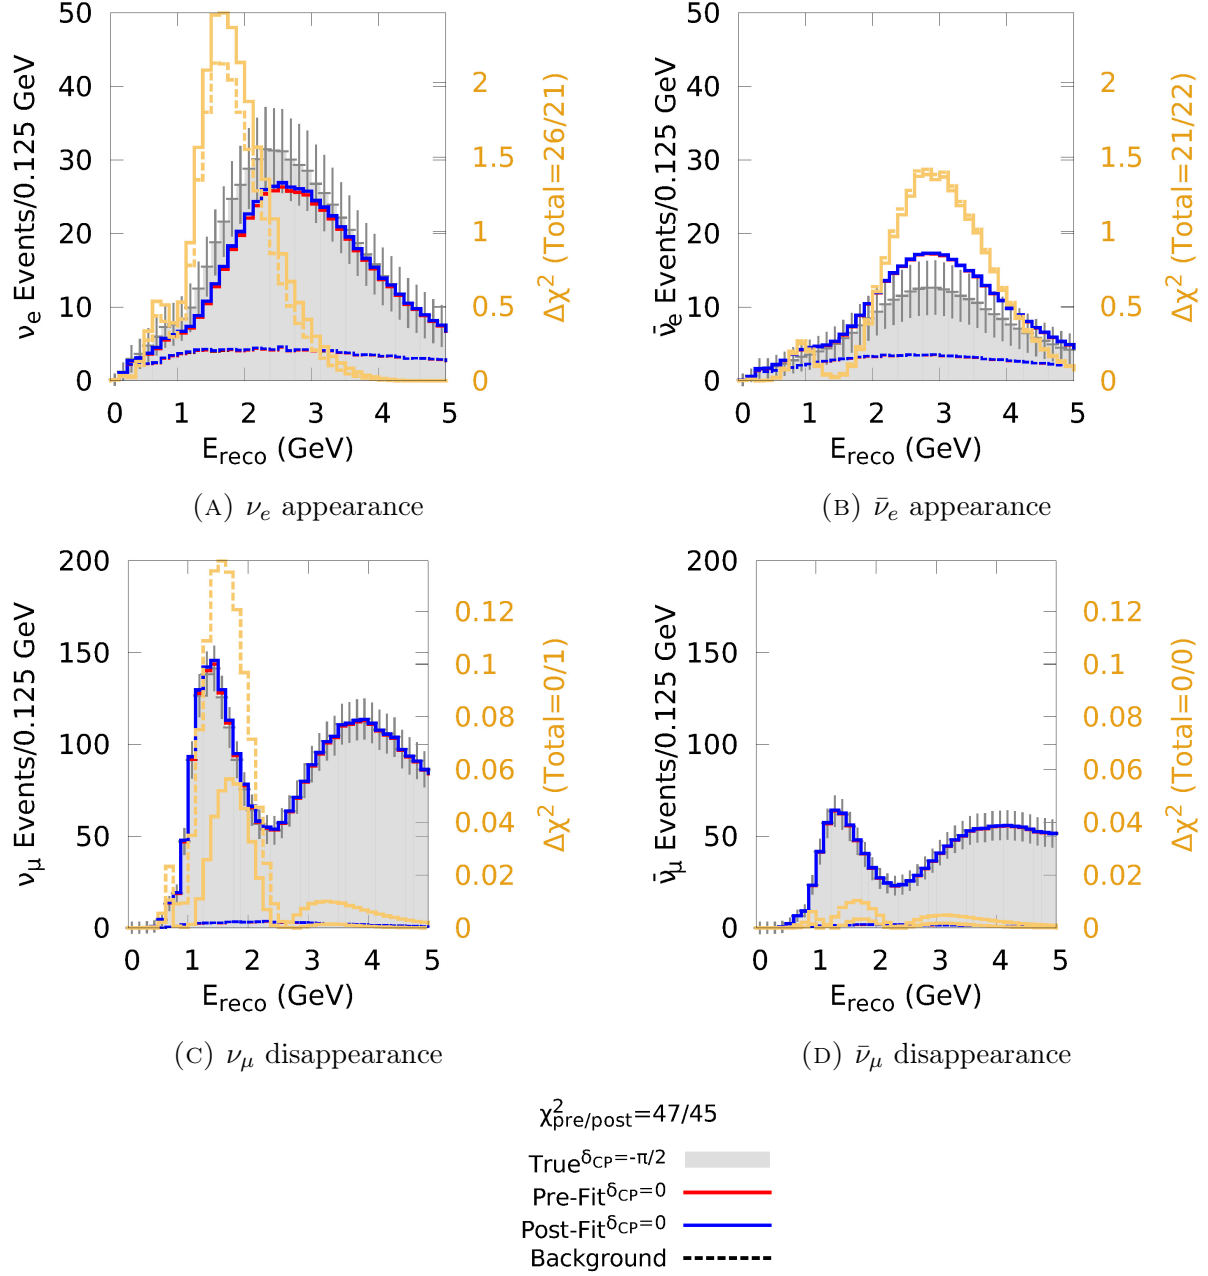 50
40
30
20
10
0
νe Events/0.125 GeV
2
1.5
1
0.5
0
Δχ² (Total=26/21)
0 1 2 3 4 5
Ereco (GeV)
(A) νe appearance
50
40
30
20
10
0
ν̄e Events/0.125 GeV
2
1.5
1
0.5
0
Δχ² (Total=21/22)
0 1 2 3 4 5
Ereco (GeV)
(B) ν̄e appearance
200
150
100
50
0
νμ Events/0.125 GeV
0.12
0.1
0.08
0.06
0.04
0.02
0
Δχ² (Total=0/1)
0 1 2 3 4 5
Ereco (GeV)
(C) νμ disappearance
200
150
100
50
0
ν̄μ Events/0.125 GeV
0.12
0.1
0.08
0.06
0.04
0.02
0
Δχ² (Total=0/0)
0 1 2 3 4 5
Ereco (GeV)
(D) ν̄μ disappearance
χ²pre/post=47/45
True δCP=-π/2
Pre-Fit δCP=0
Post-Fit δCP=0
Background